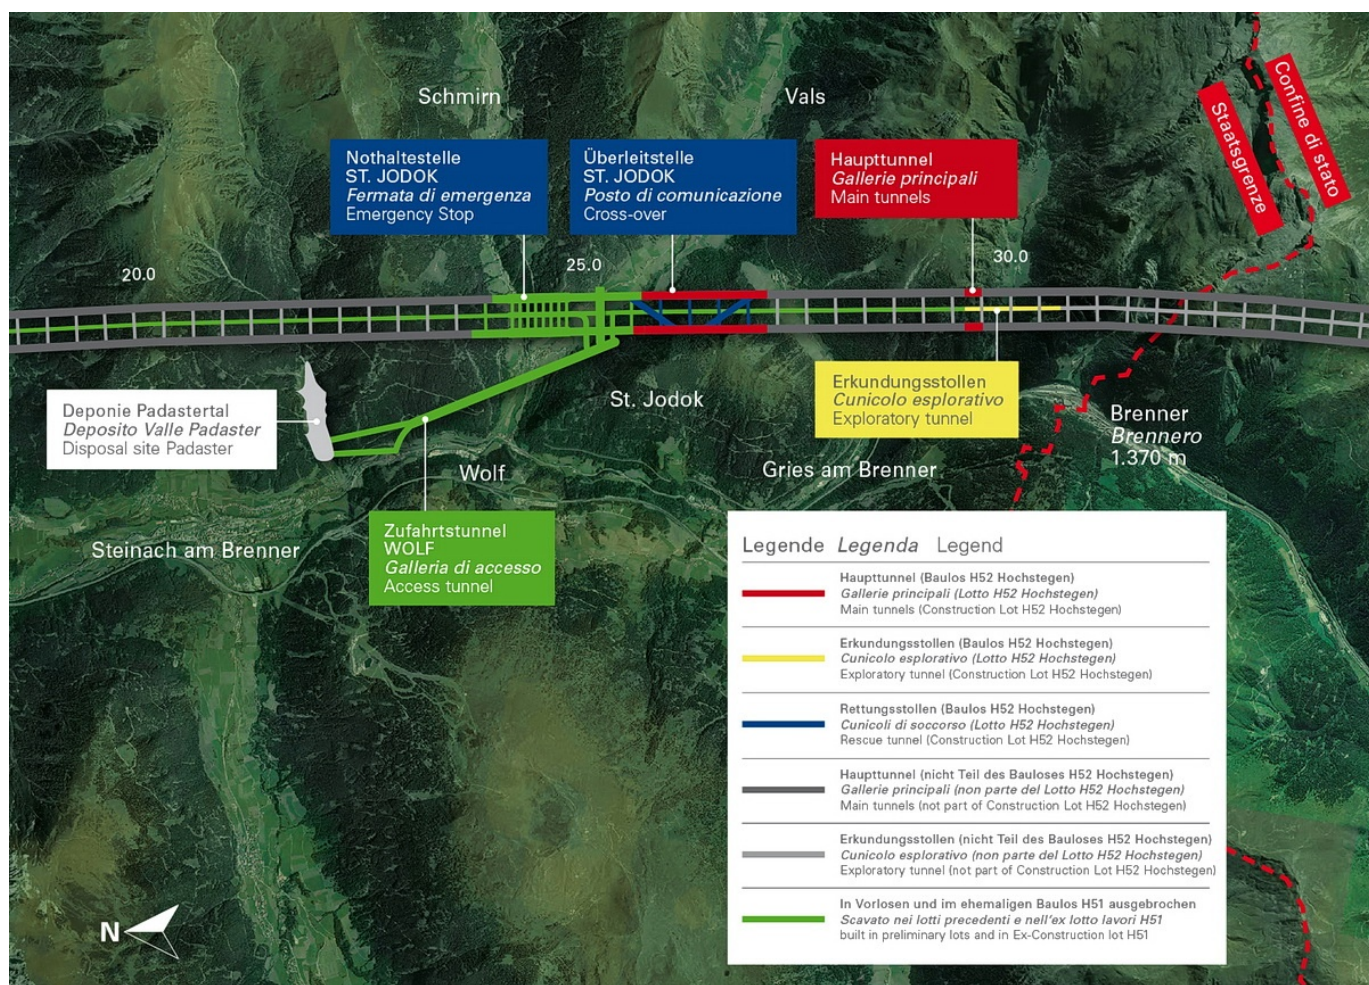 Schmirn
Vals
Staatsgrenze
Confine di stato
Nothaltestelle
ST. JODOK
Fermata di emergenza
Emergency Stop
Überleitstelle
ST. JODOK
Posto di comunicazione
Cross-over
Haupttunnel
Gallerie principali
Main tunnels
20.0
25.0
30.0
Deponie Padastertal
Deposito Valle Padaster
Disposal site Padaster
St. Jodok
Erkundungsstollen
Cunicolo esplorativo
Exploratory tunnel
Brenner
Brennero
1.370 m
Wolf
Gries am Brenner
Steinach am Brenner
Zufahrtstunnel
WOLF
Galleria di accesso
Access tunnel
Legende Legenda Legend
Haupttunnel (Baulos H52 Hochstegen)
Gallerie principali (Lotto H52 Hochstegen)
Main tunnels (Construction Lot H52 Hochstegen)
Erkundungsstollen (Baulos H52 Hochstegen)
Cunicolo esplorativo (Lotto H52 Hochstegen)
Exploratory tunnel (Construction Lot H52 Hochstegen)
Rettungsstollen (Baulos H52 Hochstegen)
Cunicoli di soccorso (Lotto H52 Hochstegen)
Rescue tunnel (Construction Lot H52 Hochstegen)
Haupttunnel (nicht Teil des Bauloses H52 Hochstegen)
Gallerie principali (non parte del Lotto H52 Hochstegen)
Main tunnels (not part of Construction Lot H52 Hochstegen)
Erkundungsstollen (nicht Teil des Bauloses H52 Hochstegen)
Cunicolo esplorativo (non parte del Lotto H52 Hochstegen)
Exploratory tunnel (not part of Construction Lot H52 Hochstegen)
In Vorlosen und im ehemaligen Baulos H51 ausgebrochen
Scavato nei lotti precedenti e nell'ex lotto lavori H51
built in preliminary lots and in Ex-Construction lot H51
N